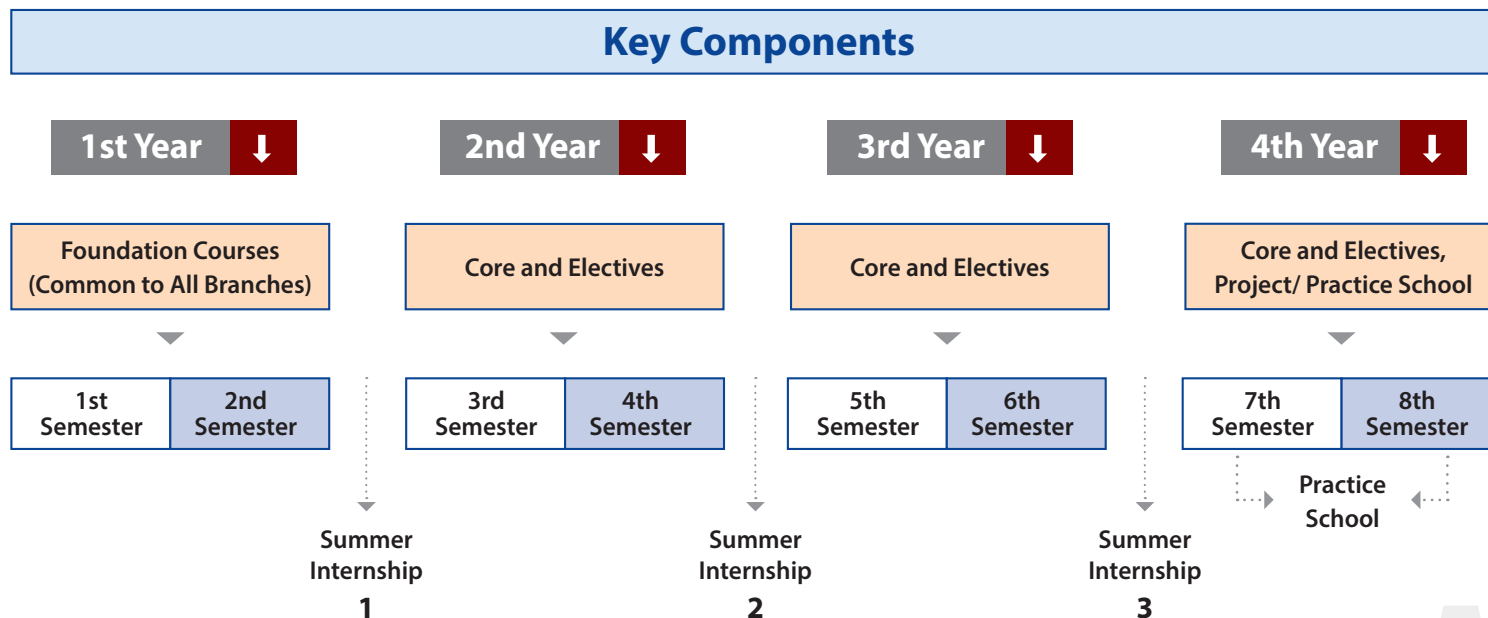 Key Components
1st Year
2nd Year
3rd Year
4th Year
Foundation Courses
(Common to All Branches)
Core and Electives
Core and Electives
Core and Electives,
Project/ Practice School
1st
Semester
2nd
Semester
3rd
Semester
4th
Semester
5th
Semester
6th
Semester
7th
Semester
8th
Semester
Practice
School
Summer
Internship
1
Summer
Internship
2
Summer
Internship
3